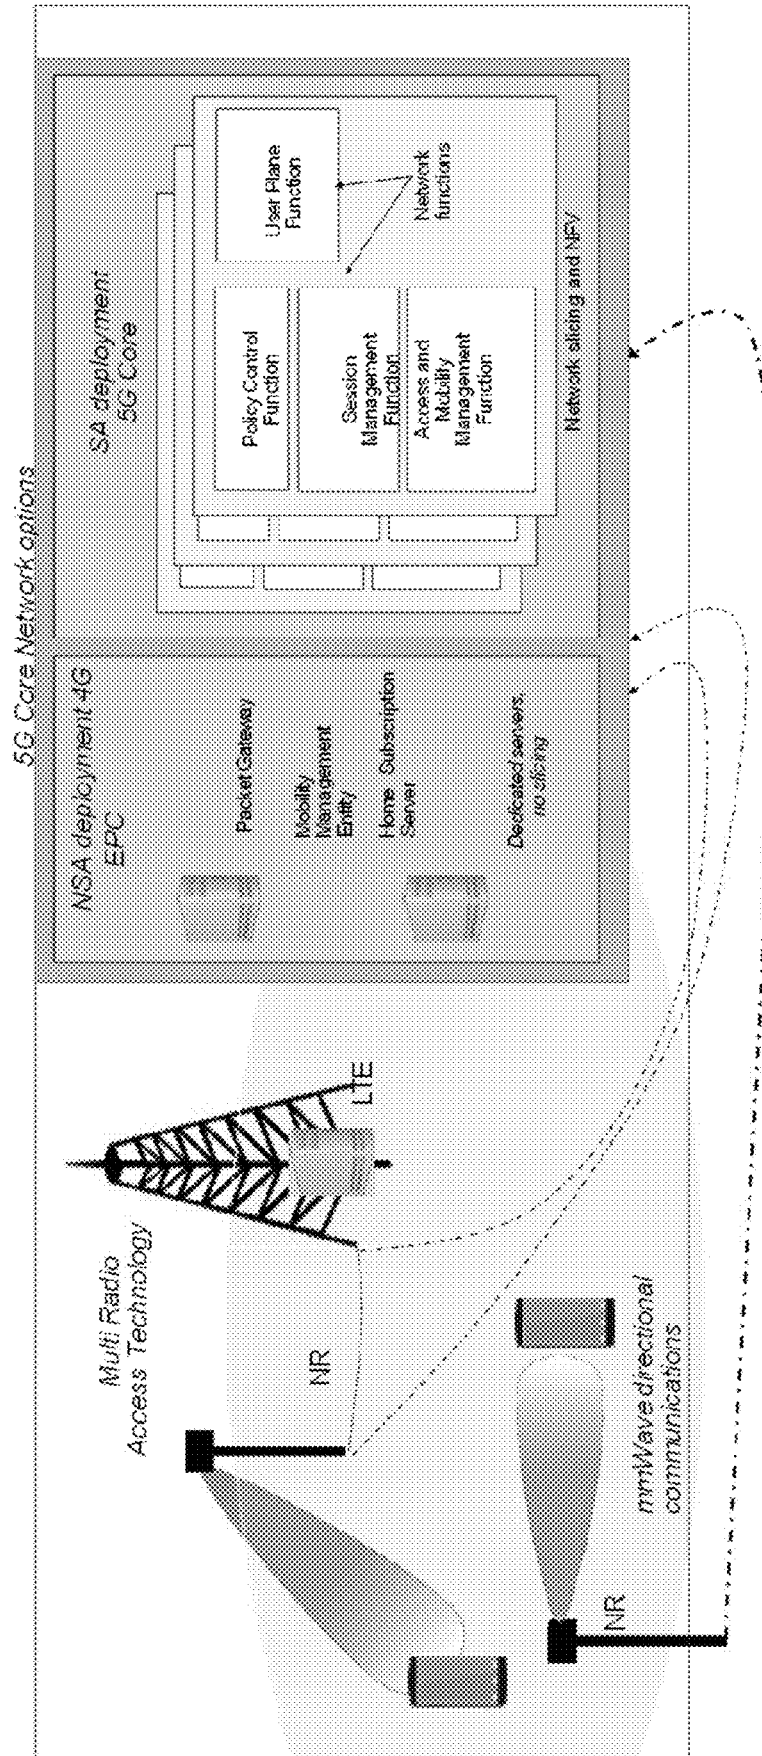 5G Core Network options
NSA deployment 4G
EPC
Packet Gateway
Mobility
Management
Entity
Home Subscription
Server
Dedicated servers,
no slicing
SA deployment
5G Core
Policy Control
Function
Session
Management
Function
Access and
Mobility
Management
Function
User Plane
Function
Network
functions
Network slicing and NFV
Multi Radio
Access Technology
LTE
NR
NR
mmWave directional
communications